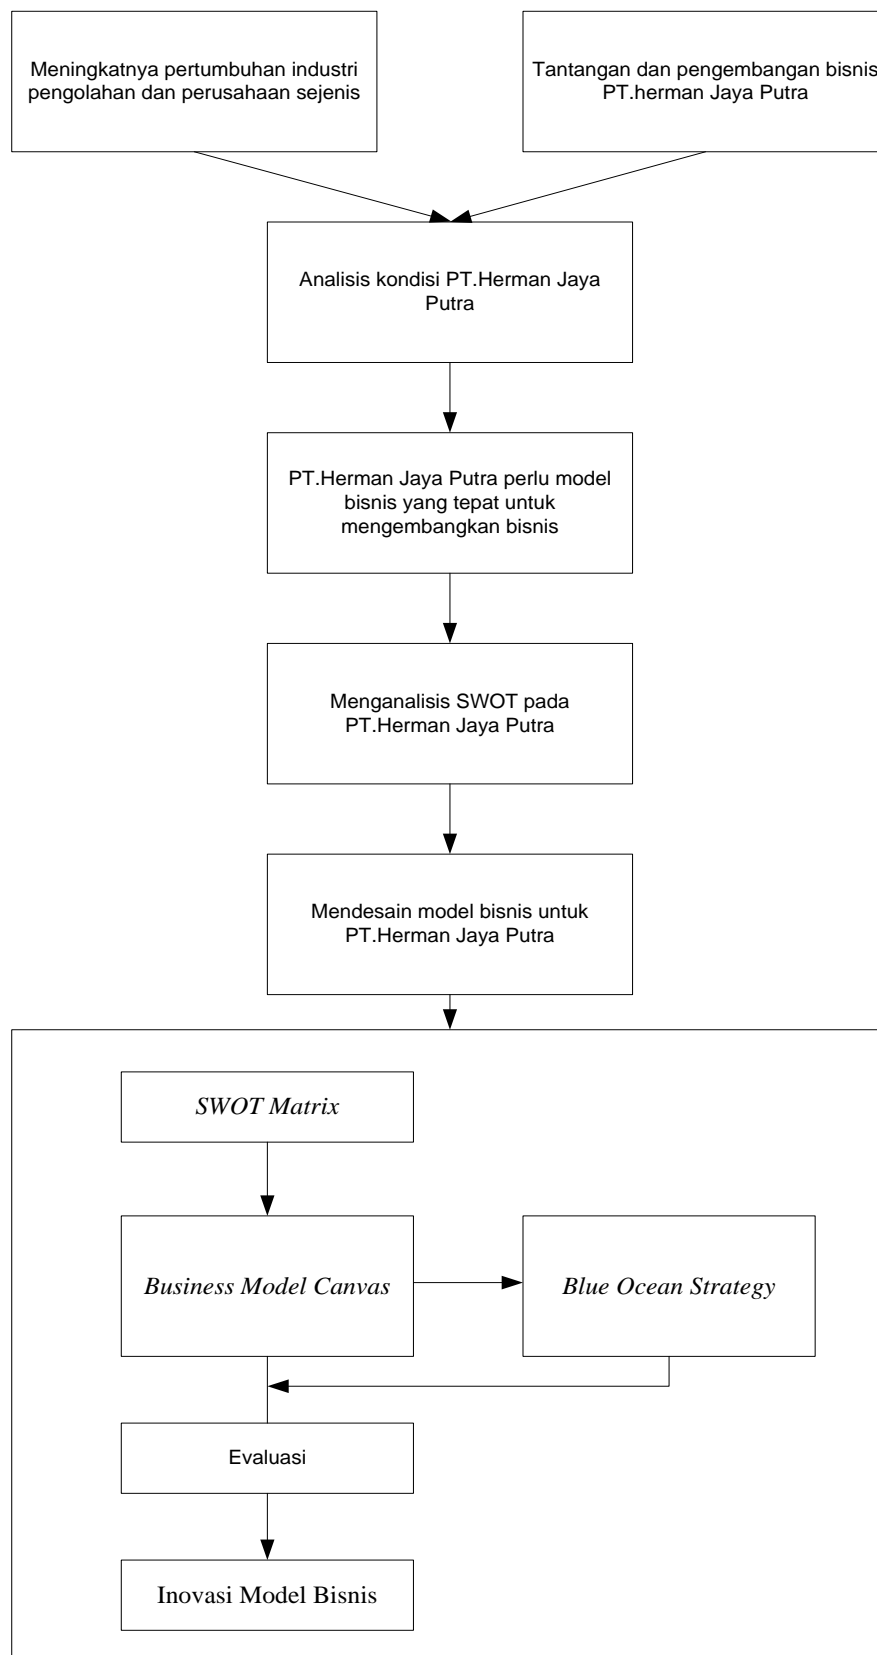 Meningkatnya pertumbuhan industri
pengolahan dan perusahaan sejenis
Tantangan dan pengembangan bisnis
PT.herman Jaya Putra
Analisis kondisi PT.Herman Jaya
Putra
PT.Herman Jaya Putra perlu model
bisnis yang tepat untuk
mengembangkan bisnis
Menganalisis SWOT pada
PT.Herman Jaya Putra
Mendesain model bisnis untuk
PT.Herman Jaya Putra
SWOT Matrix
Business Model Canvas
Blue Ocean Strategy
Evaluasi
Inovasi Model Bisnis